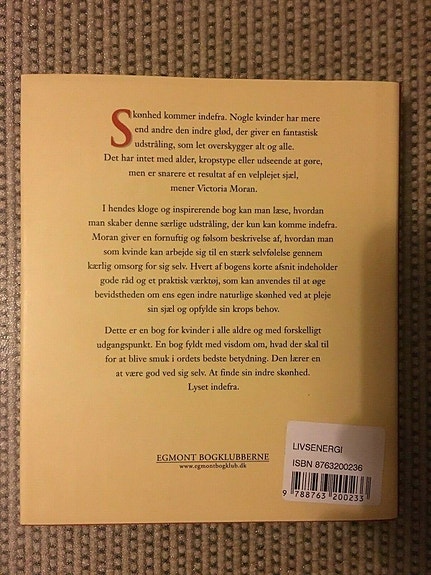 Skønhed kommer indefra. Nogle kvinder har mere
end andre den indre glød, der giver en fantastisk
udstråling, som let overskygger alt og alle.
Det har intet med alder, kropstype eller udseende at gøre,
men er snarere et resultat af en velplejet sjæl,
mener Victoria Moran.
I hendes kloge og inspirerende bog kan man læse, hvordan
man skaber denne særlige udstråling, der kun kan komme indefra.
Moran giver en fornuftig og følsom beskrivelse af, hvordan man
som kvinde kan arbejde sig til en stærk selvfølelse gennem
kærlig omsorg for sig selv. Hvert af bogens korte afsnit indeholder
gode råd og et praktisk værktøj, som kan anvendes til at øge
bevidstheden om ens egen indre naturlige skønhed ved at pleje
sin sjæl og opfylde sin krops behov.
Dette er en bog for kvinder i alle aldre og med forskelligt
udgangspunkt. En bog fyldt med visdom om, hvad der skal til
for at blive smuk i ordets bedste betydning. Den lærer en
at være god ved sig selv. At finde sin indre skønhed.
Lyset indefra.
EGMONT BOGKLUBBERNE
www.egmontbogklub.dk
LIVSENERGI
ISBN 8763200236
9 788763 200233